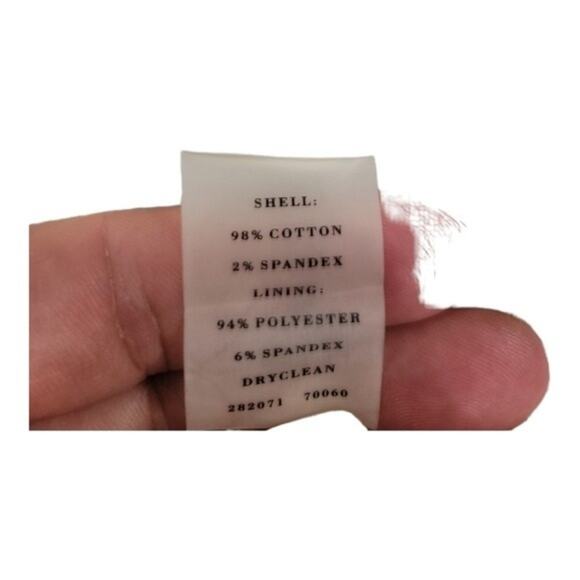 SHELL:
98% COTTON
2% SPANDEX
LINING:
94% POLYESTER
6% SPANDEX
DRYCLEAN
282071 70060